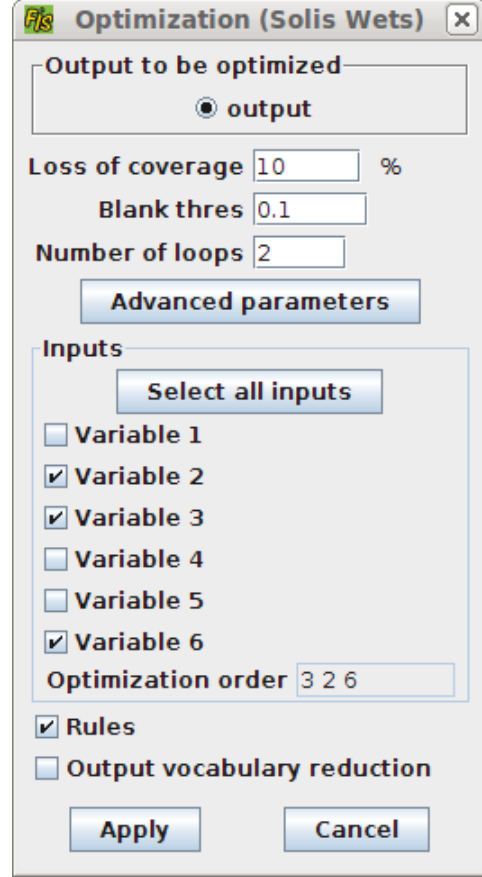 Fis Optimization (Solis Wets)
Output to be optimized
output
Loss of coverage 10 %
Blank thres 0.1
Number of loops 2
Advanced parameters
Inputs
Select all inputs
Variable 1
Variable 2
Variable 3
Variable 4
Variable 5
Variable 6
Optimization order 3 2 6
Rules
Output vocabulary reduction
Apply Cancel